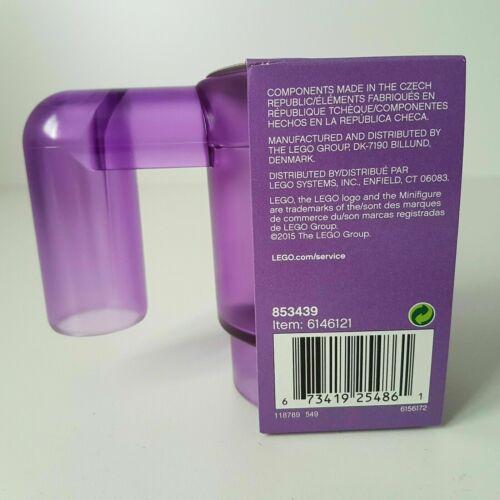 COMPONENTS MADE IN THE CZECH
REPUBLIC/ÉLÉMENTS FABRIQUÉS EN
RÉPUBLIQUE TCHÈQUE/COMPONENTES
HECHOS EN LA REPÚBLICA CHECA.
MANUFACTURED AND DISTRIBUTED BY
THE LEGO GROUP, DK-7190 BILLUND,
DENMARK.
DISTRIBUTED BY/DISTRIBUÉ PAR
LEGO SYSTEMS, INC., ENFIELD, CT 06083.
LEGO, the LEGO logo and the Minifigure
are trademarks of the/sont des marques
de commerce du/son marcas registradas
de LEGO Group.
©2015 The LEGO Group.
LEGO.com/service
853439
Item: 6146121
6 73419 25486 1
118769 549 6156172